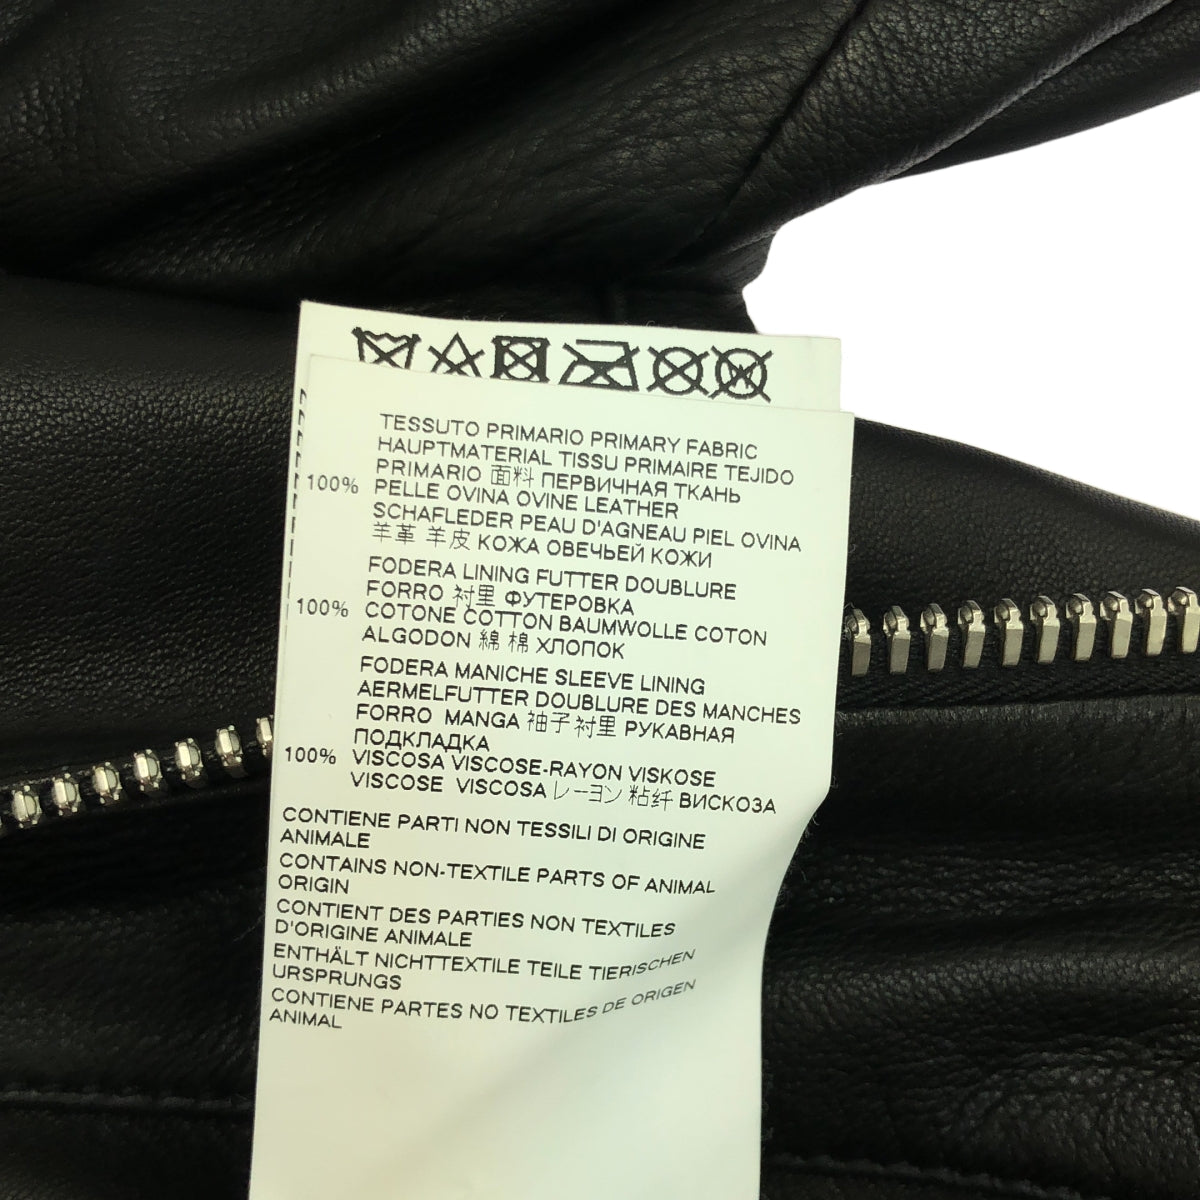 TESSUTO PRIMARIO PRIMARY FABRIC
HAUPTMATERIAL TISSU PRIMAIRE TEJIDO
PRIMARIO 面料 ПЕРВИЧНАЯ ТКАНЬ
100% PELLE OVINA OVINE LEATHER
SCHAFLEDER PEAU D'AGNEAU PIEL OVINA
羊革 羊皮 КОЖА ОВЕЧЬЕЙ КОЖИ
FODERA LINING FUTTER DOUBLURE
FORRO 衬里 ФУТЕРОВКА
100% COTONE COTTON BAUMWOLLE COTON
ALGODON 綿 棉 ХЛОПОК
FODERA MANICHE SLEEVE LINING
AERMELFUTTER DOUBLURE DES MANCHES
FORRO MANGA 袖子衬里 РУКАВНАЯ
ПОДКЛАДКА
100% VISCOSA VISCOSE-RAYON VISKOSE
VISCOSE VISCOSA レーヨン 粘纤 ВИСКОЗА
CONTIENE PARTI NON TESSILI DI ORIGINE
ANIMALE
CONTAINS NON-TEXTILE PARTS OF ANIMAL
ORIGIN
CONTIENT DES PARTIES NON TEXTILES
D'ORIGINE ANIMALE
ENTHÄLT NICHTTEXTILE TEILE TIERISCHEN
URSPRUNGS
CONTIENE PARTES NO TEXTILES DE ORIGEN
ANIMAL